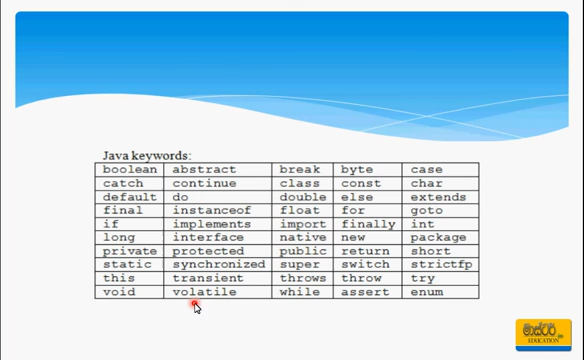 Java keywords:
boolean abstract break byte case
catch continue class const char
default do double else extends
final instanceof float for goto
if implements import finally int
long interface native new package
private protected public return short
static synchronized super switch strictfp
this transient throws throw try
void volatile while assert enum
EDUCATION